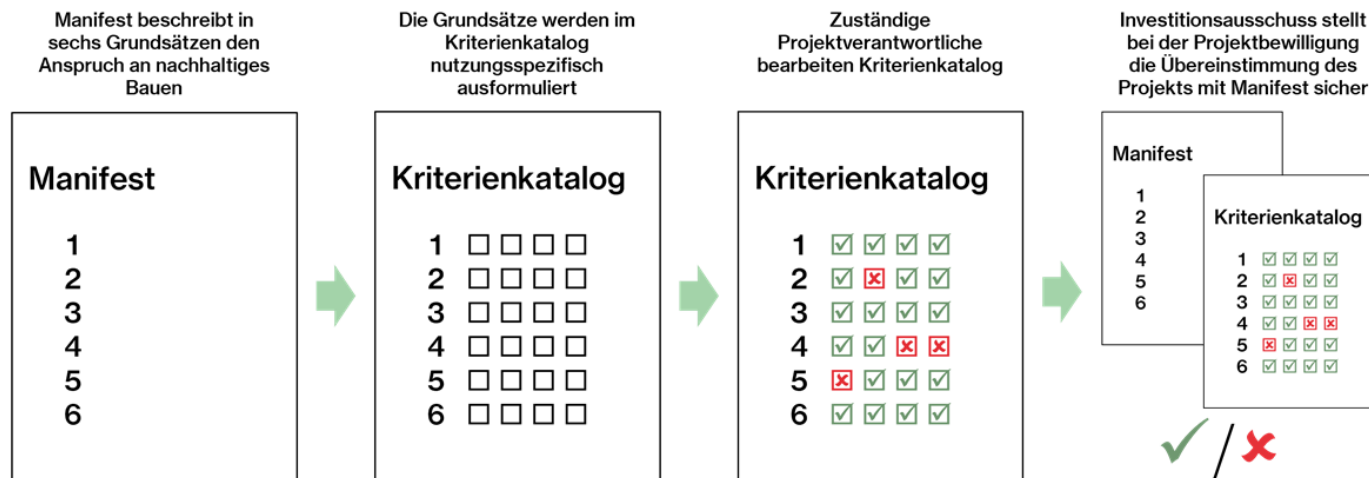 Manifest beschreibt in
sechs Grundsätzen den
Anspruch an nachhaltiges
Bauen
Manifest
1
2
3
4
5
6
Die Grundsätze werden im
Kriterienkatalog
nutzungsspezifisch
ausformuliert
Kriterienkatalog
1
2
3
4
5
6
Zuständige
Projektverantwortliche
bearbeiten Kriterienkatalog
Kriterienkatalog
1
2
3
4
5
6
Investitionsausschuss stellt
bei der Projektbewilligung
die Übereinstimmung des
Projekts mit Manifest sicher
Manifest
1
2
3
4
5
6
Kriterienkatalog
1
2
3
4
5
6